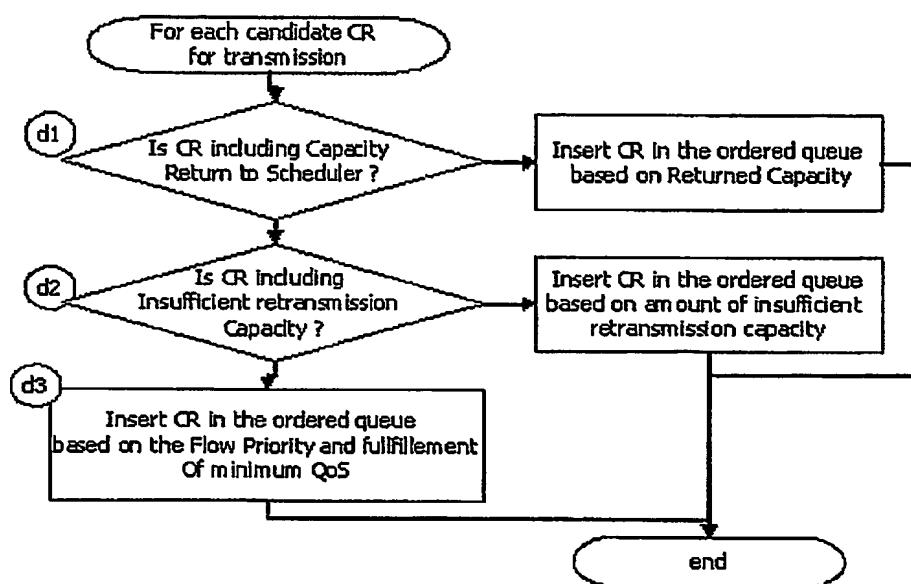 For each candidate CR
for transmission
d1
Is CR including Capacity
Return to Scheduler ?
Insert CR in the ordered queue
based on Returned Capacity
d2
Is CR including
Insufficient retransmission
Capacity ?
Insert CR in the ordered queue
based on amount of insufficient
retransmission capacity
d3
Insert CR in the ordered queue
based on the Flow Priority and fullfillement
Of minimum QoS
end